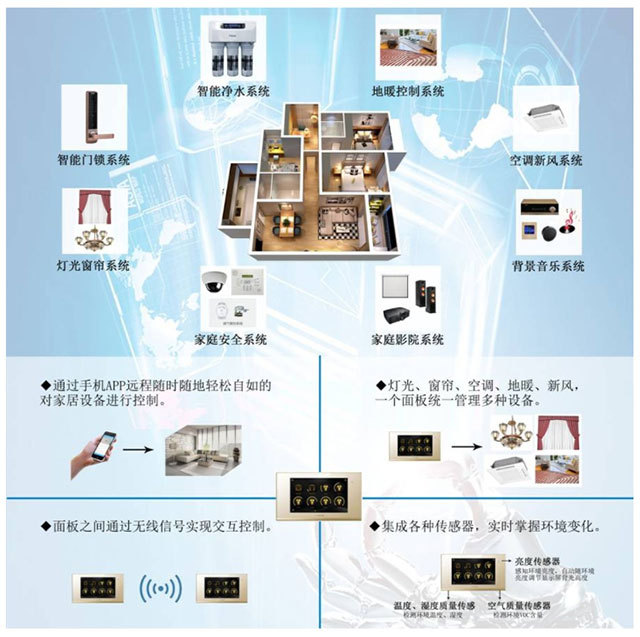 智能净水系统
地暖控制系统
智能门锁系统
空调新风系统
灯光窗帘系统
背景音乐系统
家庭安全系统
家庭影院系统
◆通过手机APP远程随时随地轻松自如的
对家居设备进行控制。
◆灯光、窗帘、空调、地暖、新风，
一个面板统一管理多种设备。
◆面板之间通过无线信号实现交互控制。
◆集成各种传感器，实时掌握环境变化。
亮度传感器
感知环境亮度，自动随环境
亮度调节显示屏背光亮度
温度、湿度质量传感
检测环境温度、湿度
空气质量传感器
检测环境VOC含量